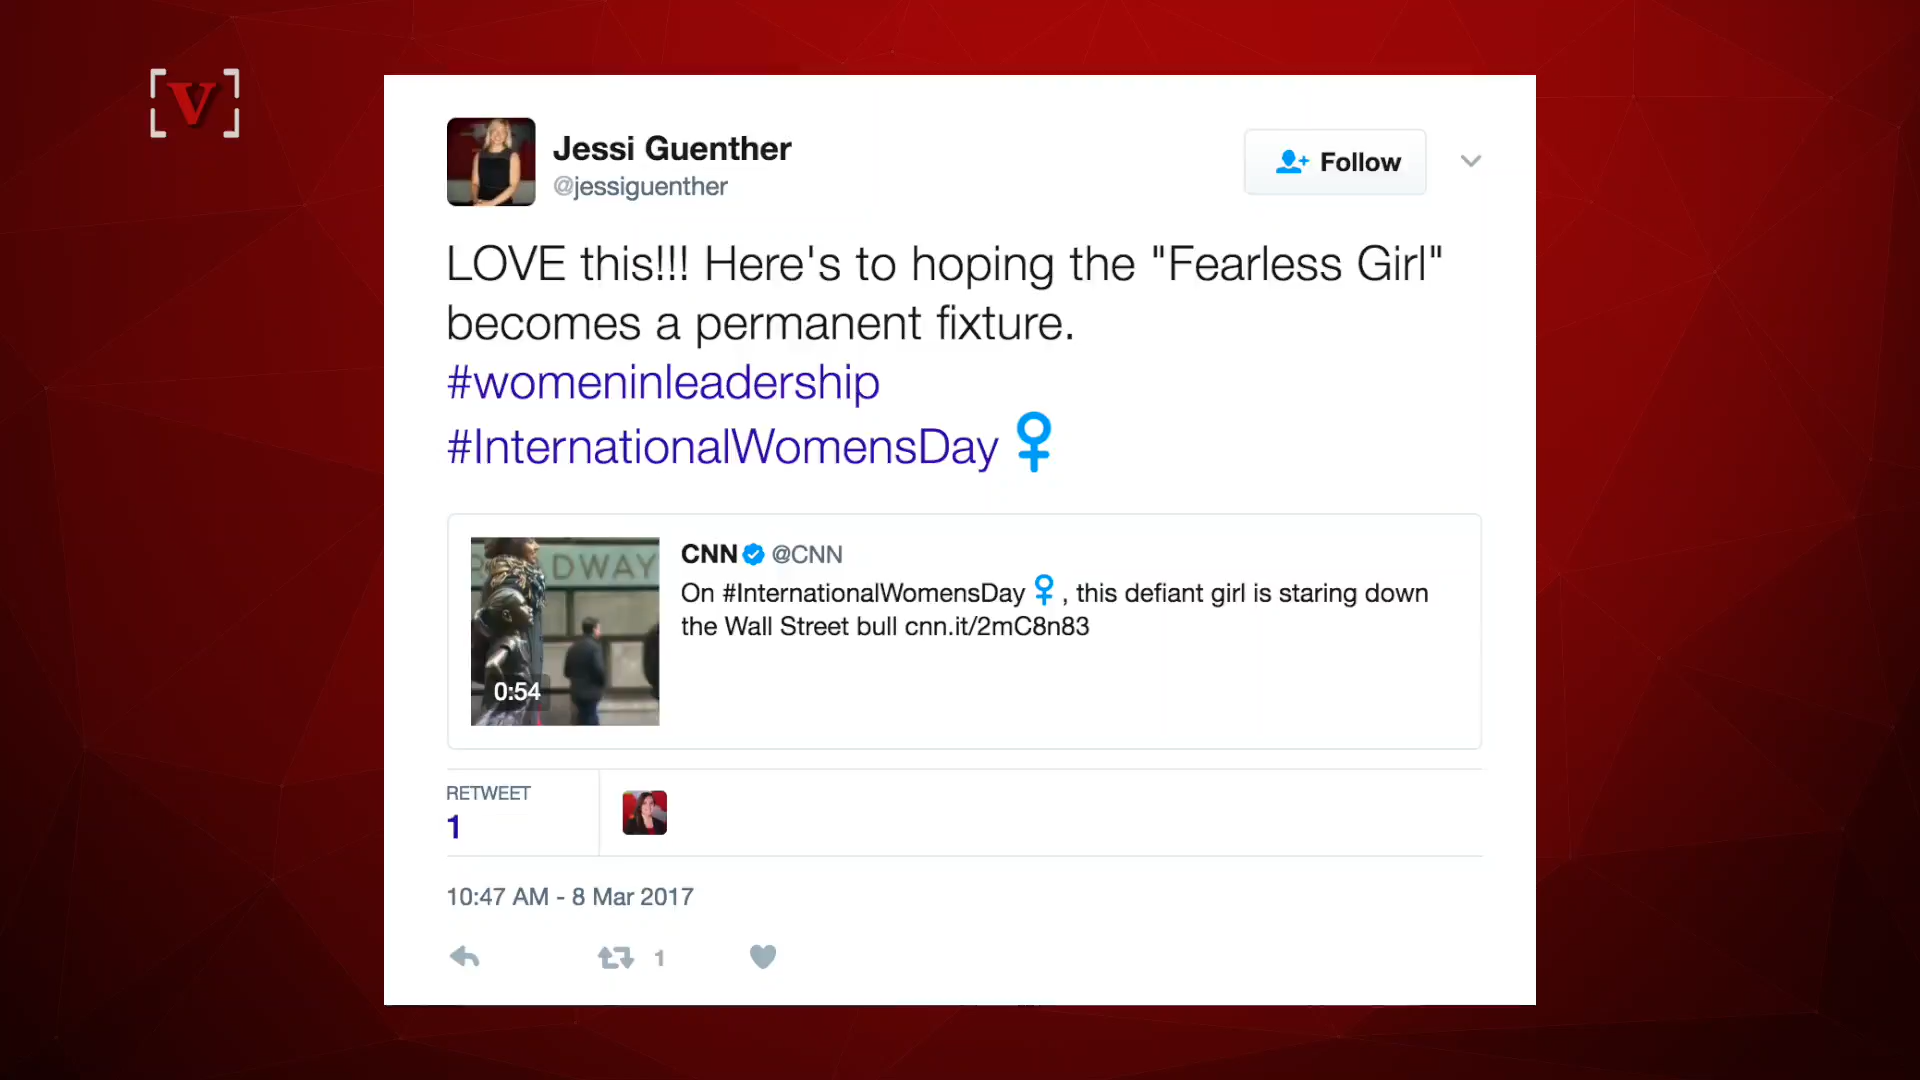 V
Jessi Guenther
@jessiguenther
Follow
LOVE this!!! Here's to hoping the "Fearless Girl"
becomes a permanent fixture.
#womeninleadership
#InternationalWomensDay
DWAY
0:54
CNN @CNN
On #InternationalWomensDay , this defiant girl is staring down
the Wall Street bull cnn.it/2mC8n83
RETWEET
1
10:47 AM - 8 Mar 2017
1